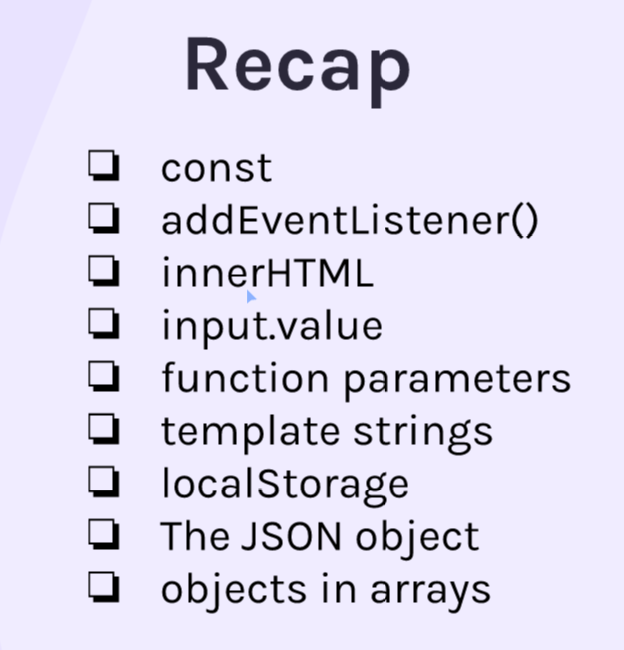 Recap
❏ const
❏ addEventListener()
❏ innerHTML
❏ input.value
❏ function parameters
❏ template strings
❏ localStorage
❏ The JSON object
❏ objects in arrays